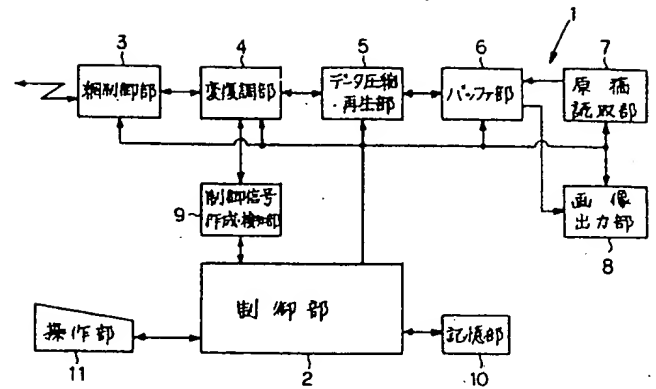 1
3
4
5
6
7
網制御部
変復調部
データ圧縮
・再生部
バッファ部
原稿
読取部
9
制御信号
作成・検知部
画像
出力部
8
制御部
操作部
記憶部
11
2
10